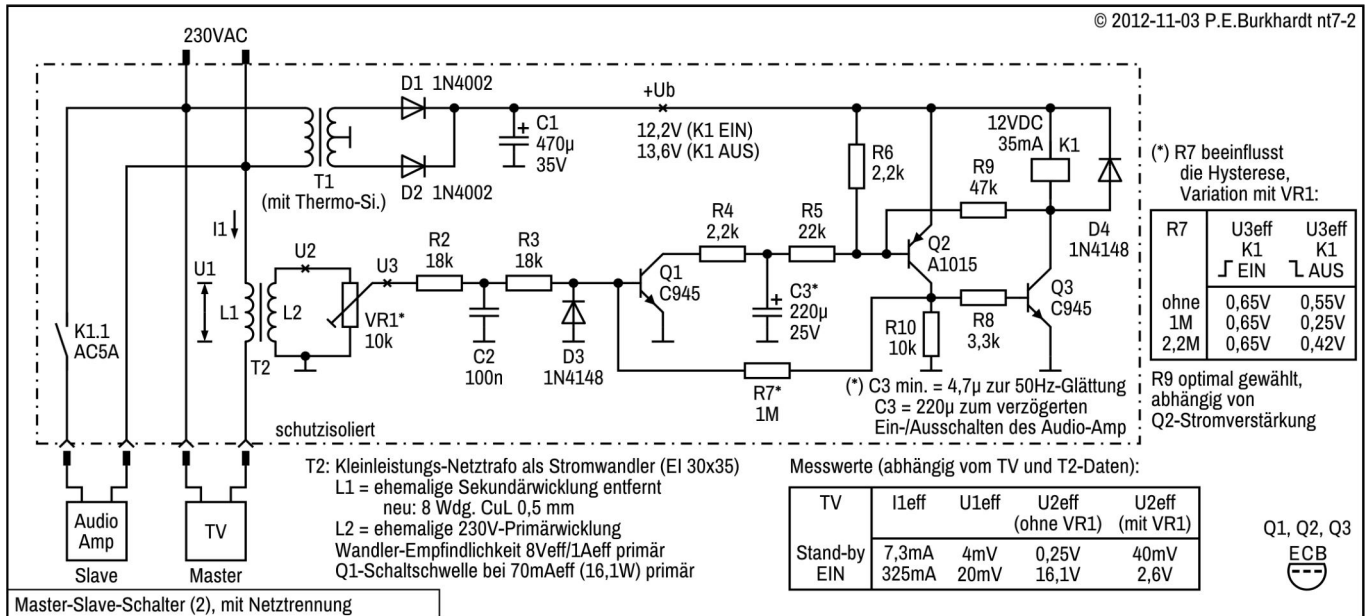 © 2012-11-03 P.E.Burkhardt nt7-2
230VAC
D1 1N4002
+Ub
12,2V (K1 EIN)
13,6V (K1 AUS)
+
C1
470µ
35V
D2 1N4002
T1
(mit Thermo-Si.)
R6
2,2k
12VDC
35mA
K1
R9
47k
D4
1N4148
(*) R7 beeinflusst
die Hysterese,
Variation mit VR1:
R7 U3eff U3eff
K1 K1
EIN AUS
ohne 0,65V 0,55V
1M 0,65V 0,25V
2,2M 0,65V 0,42V
R9 optimal gewählt,
abhängig von
Q2-Stromverstärkung
I1
U1
L1
L2
T2
U2
U3
VR1*
10k
R2
18k
R3
18k
C2
100n
D3
1N4148
Q1
C945
R4
2,2k
R5
22k
+
C3*
220µ
25V
Q2
A1015
R10
10k
R8
3,3k
Q3
C945
R7*
1M
K1.1
AC5A
(*) C3 min. = 4,7µ zur 50Hz-Glättung
C3 = 220µ zum verzögerten
Ein-/Ausschalten des Audio-Amp
schutzisoliert
Audio
Amp
Slave
TV
Master
T2: Kleinleistungs-Netztrafo als Stromwandler (EI 30x35)
L1 = ehemalige Sekundärwicklung entfernt
neu: 8 Wdg. CuL 0,5 mm
L2 = ehemalige 230V-Primärwicklung
Wandler-Empfindlichkeit 8Veff/1Aeff primär
Q1-Schaltschwelle bei 70mAeff (16,1W) primär
Messwerte (abhängig vom TV und T2-Daten):
TV I1eff U1eff U2eff U2eff
(ohne VR1) (mit VR1)
Stand-by 7,3mA 4mV 0,25V 40mV
EIN 325mA 20mV 16,1V 2,6V
Q1, Q2, Q3
ECB
Master-Slave-Schalter (2), mit Netztrennung